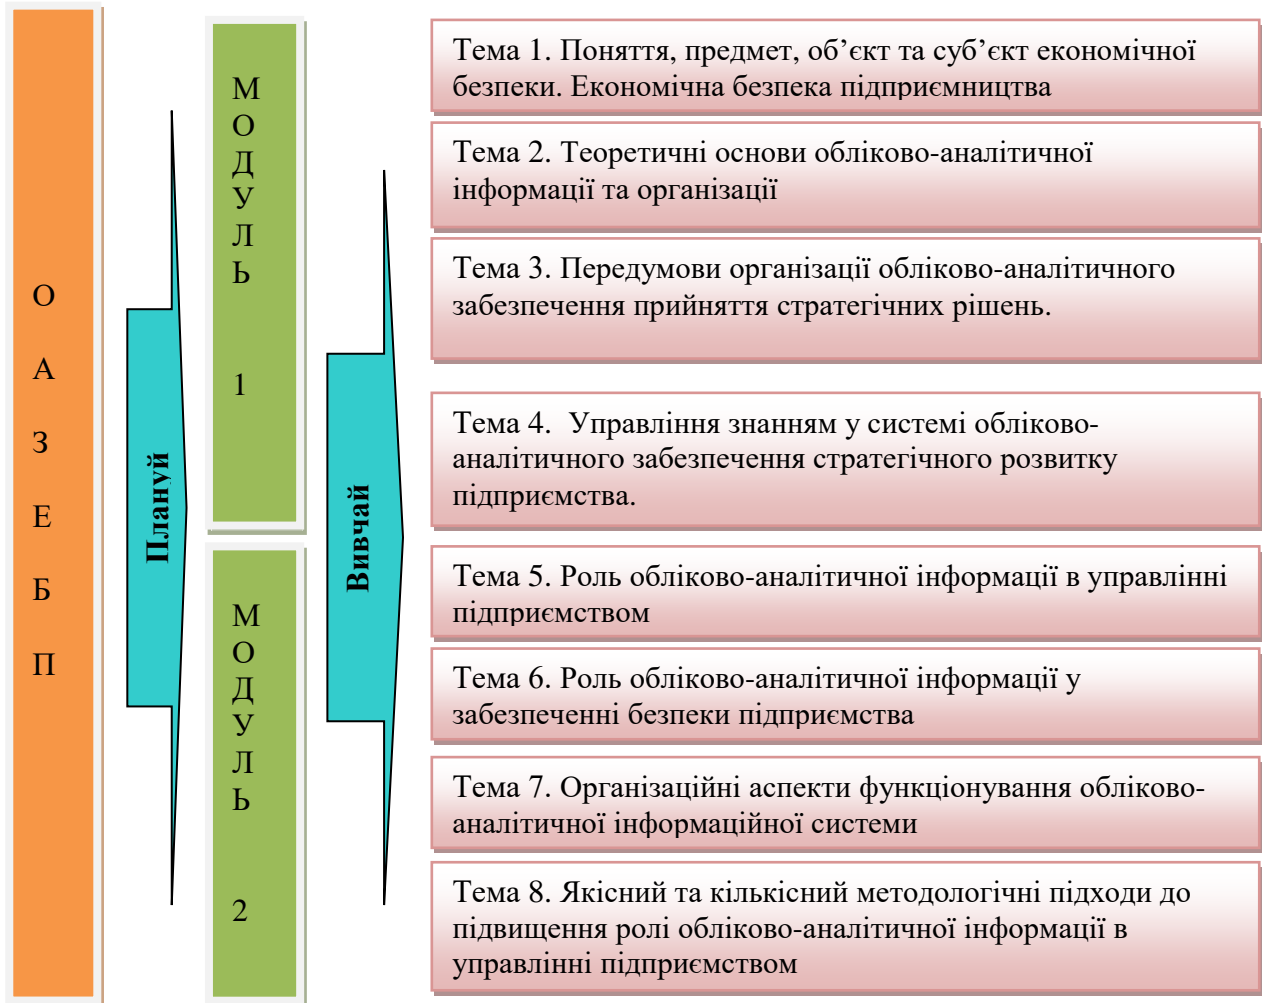 О
А
З
Е
Б
П
Плануй
М
О
Д
У
Л
Ь
1
М
О
Д
У
Л
Ь
2
Вивчай
Тема 1. Поняття, предмет, об’єкт та суб’єкт економічної
безпеки. Економічна безпека підприємництва
Тема 2. Теоретичні основи обліково-аналітичної
інформації та організації
Тема 3. Передумови організації обліково-аналітичного
забезпечення прийняття стратегічних рішень.
Тема 4.  Управління знанням у системі обліково-
аналітичного забезпечення стратегічного розвитку
підприємства.
Тема 5. Роль обліково-аналітичної інформації в управлінні
підприємством
Тема 6. Роль обліково-аналітичної інформації у
забезпеченні безпеки підприємства
Тема 7. Організаційні аспекти функціонування обліково-
аналітичної інформаційної системи
Тема 8. Якісний та кількісний методологічні підходи до
підвищення ролі обліково-аналітичної інформації в
управлінні підприємством